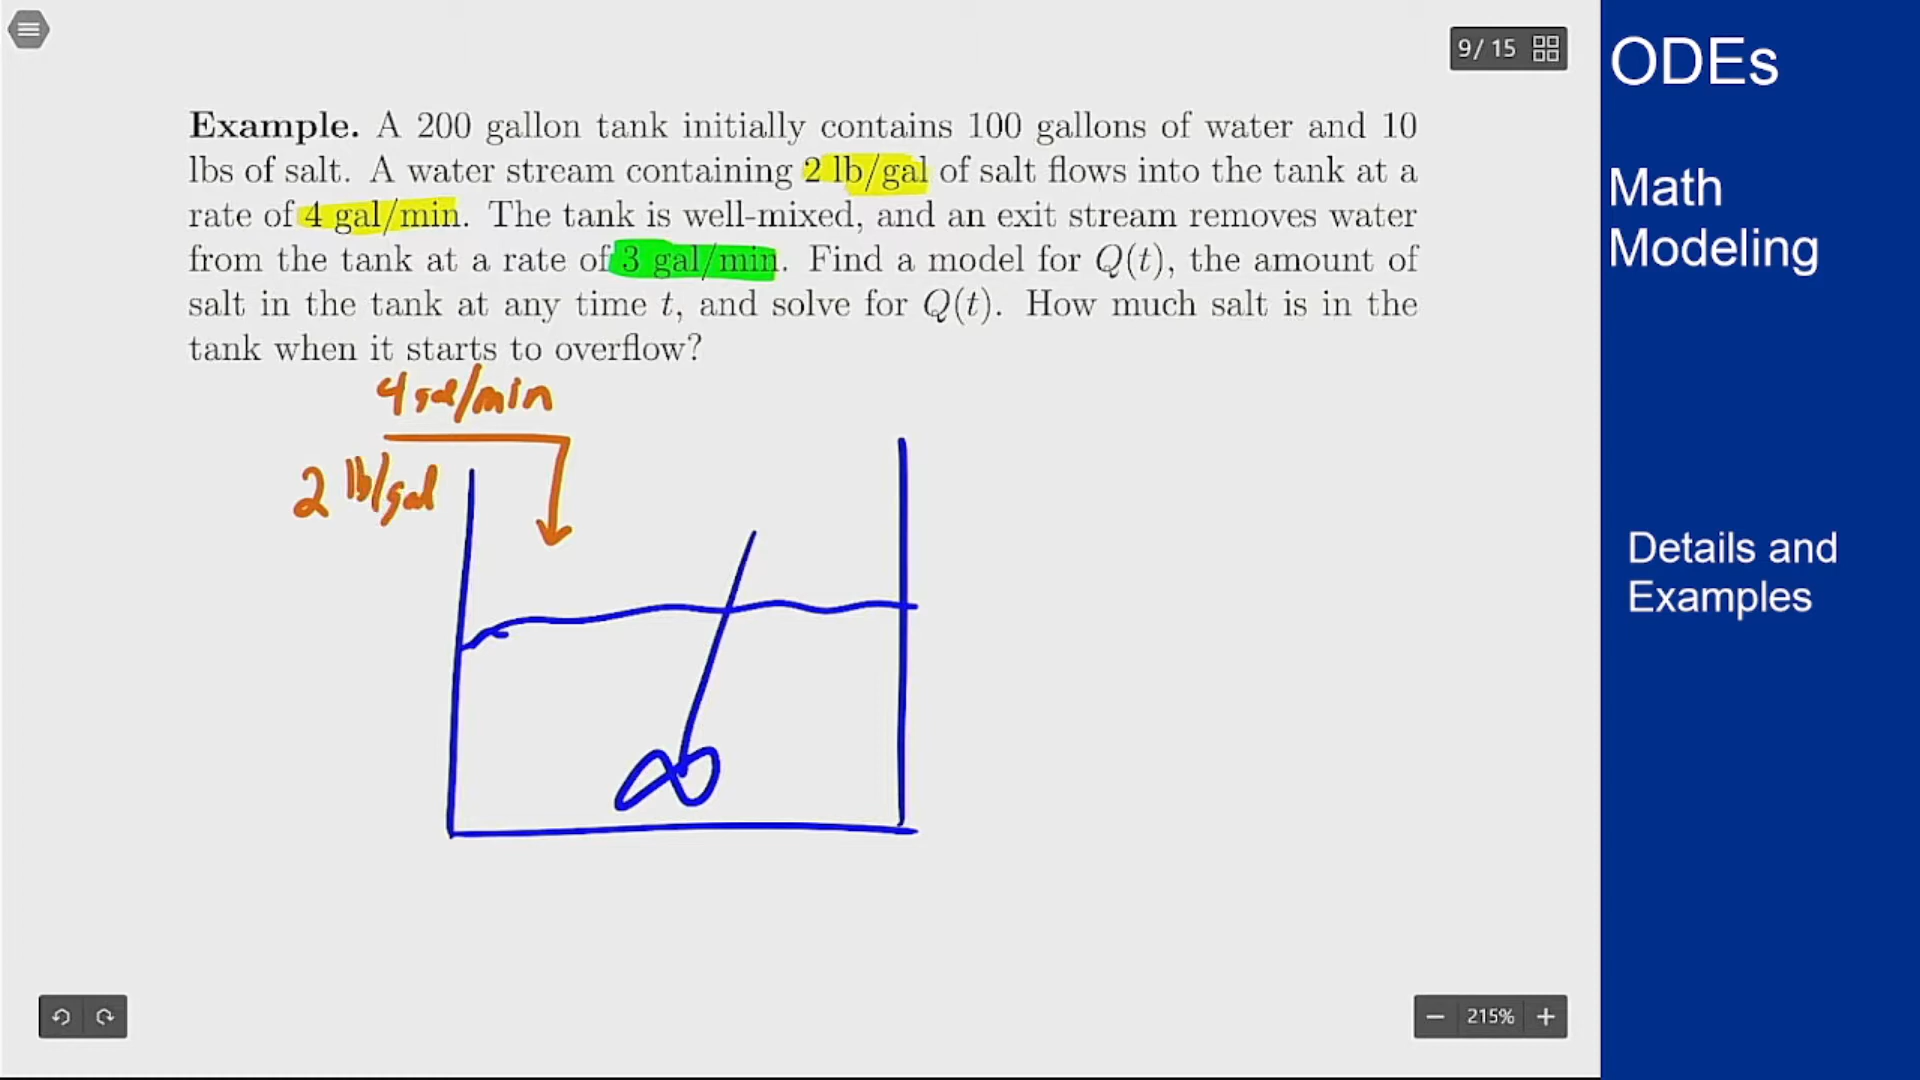 9/ 15
ODEs
Math
Modeling
Details and
Examples
Example. A 200 gallon tank initially contains 100 gallons of water and 10
lbs of salt. A water stream containing 2 lb/gal of salt flows into the tank at a
rate of 4 gal/min. The tank is well-mixed, and an exit stream removes water
from the tank at a rate of 3 gal/min. Find a model for Q(t), the amount of
salt in the tank at any time t, and solve for Q(t). How much salt is in the
tank when it starts to overflow?
4 gal/min
2 lb/gal
215%